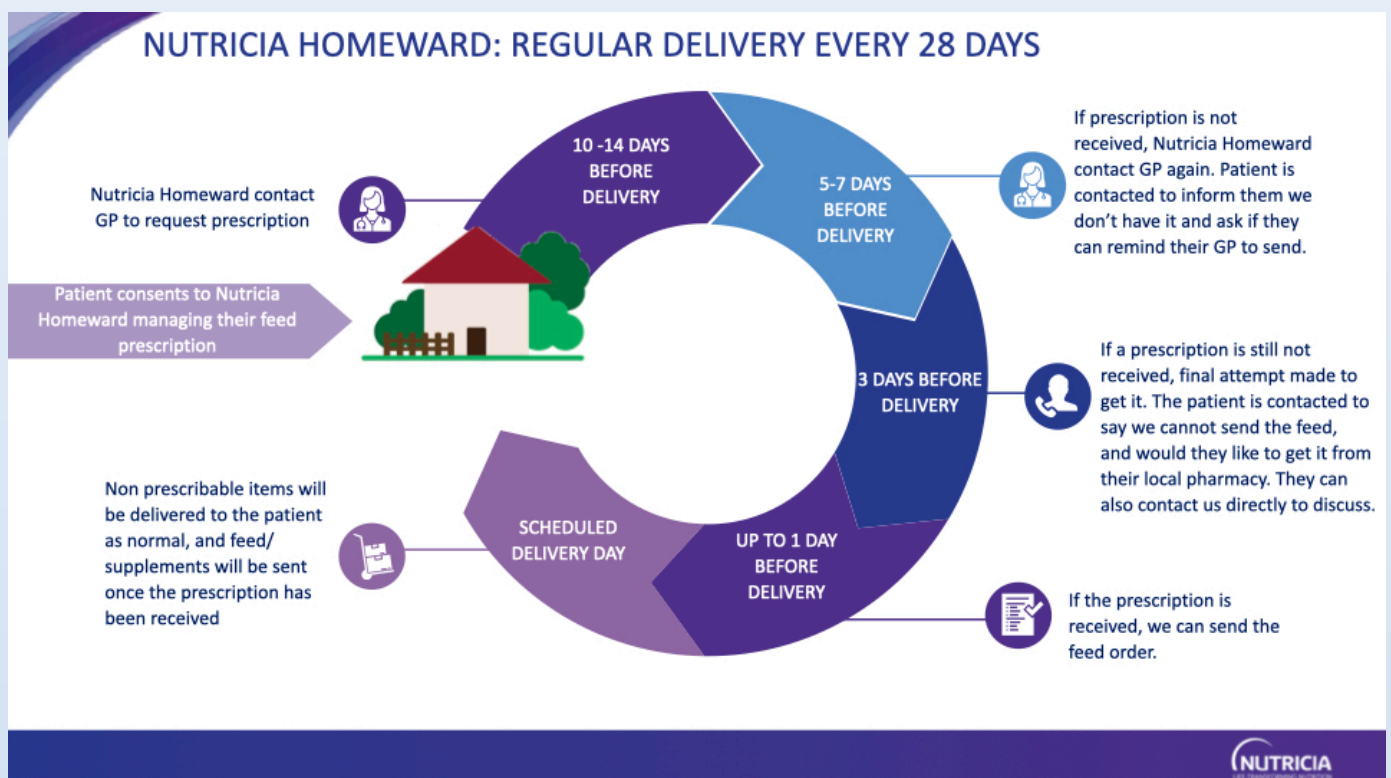 NUTRICIA HOMEWARD: REGULAR DELIVERY EVERY 28 DAYS
Patient consents to Nutricia
Homeward managing their feed
prescription
Nutricia Homeward contact
GP to request prescription
10 -14 DAYS
BEFORE
DELIVERY
5-7 DAYS
BEFORE
DELIVERY
If prescription is not
received, Nutricia Homeward
contact GP again. Patient is
contacted to inform them we
don’t have it and ask if they
can remind their GP to send.
3 DAYS BEFORE
DELIVERY
If a prescription is still not
received, final attempt made to
get it. The patient is contacted to
say we cannot send the feed,
and would they like to get it from
their local pharmacy. They can
also contact us directly to discuss.
UP TO 1 DAY
BEFORE
DELIVERY
If the prescription is
received, we can send the
feed order.
SCHEDULED
DELIVERY DAY
Non prescribable items will
be delivered to the patient
as normal, and feed/
supplements will be sent
once the prescription has
been received
NUTRICIA